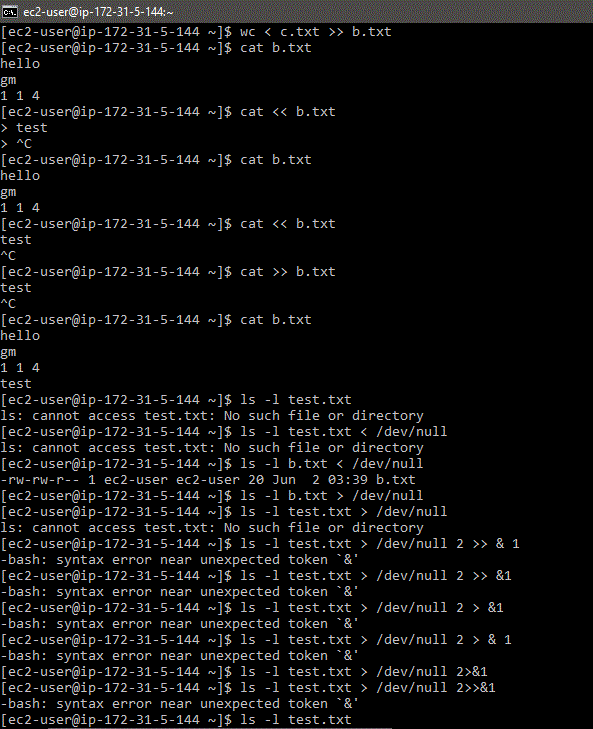 ec2-user@ip-172-31-5-144:~
[ec2-user@ip-172-31-5-144 ~]$ wc < c.txt >> b.txt
[ec2-user@ip-172-31-5-144 ~]$ cat b.txt
hello
gm
1 1 4
[ec2-user@ip-172-31-5-144 ~]$ cat << b.txt
> test
> ^C
[ec2-user@ip-172-31-5-144 ~]$ cat b.txt
hello
gm
1 1 4
[ec2-user@ip-172-31-5-144 ~]$ cat << b.txt
test
^C
[ec2-user@ip-172-31-5-144 ~]$ cat >> b.txt
test
^C
[ec2-user@ip-172-31-5-144 ~]$ cat b.txt
hello
gm
1 1 4
test
[ec2-user@ip-172-31-5-144 ~]$ ls -l test.txt
ls: cannot access test.txt: No such file or directory
[ec2-user@ip-172-31-5-144 ~]$ ls -l test.txt < /dev/null
ls: cannot access test.txt: No such file or directory
[ec2-user@ip-172-31-5-144 ~]$ ls -l b.txt < /dev/null
-rw-rw-r-- 1 ec2-user ec2-user 20 Jun  2 03:39 b.txt
[ec2-user@ip-172-31-5-144 ~]$ ls -l b.txt > /dev/null
[ec2-user@ip-172-31-5-144 ~]$ ls -l test.txt > /dev/null
ls: cannot access test.txt: No such file or directory
[ec2-user@ip-172-31-5-144 ~]$ ls -l test.txt > /dev/null 2 >> & 1
-bash: syntax error near unexpected token `&'
[ec2-user@ip-172-31-5-144 ~]$ ls -l test.txt > /dev/null 2 >> &1
-bash: syntax error near unexpected token `&'
[ec2-user@ip-172-31-5-144 ~]$ ls -l test.txt > /dev/null 2 > &1
-bash: syntax error near unexpected token `&'
[ec2-user@ip-172-31-5-144 ~]$ ls -l test.txt > /dev/null 2 > & 1
-bash: syntax error near unexpected token `&'
[ec2-user@ip-172-31-5-144 ~]$ ls -l test.txt > /dev/null 2>&1
[ec2-user@ip-172-31-5-144 ~]$ ls -l test.txt > /dev/null 2>>&1
-bash: syntax error near unexpected token `&'
[ec2-user@ip-172-31-5-144 ~]$ ls -l test.txt